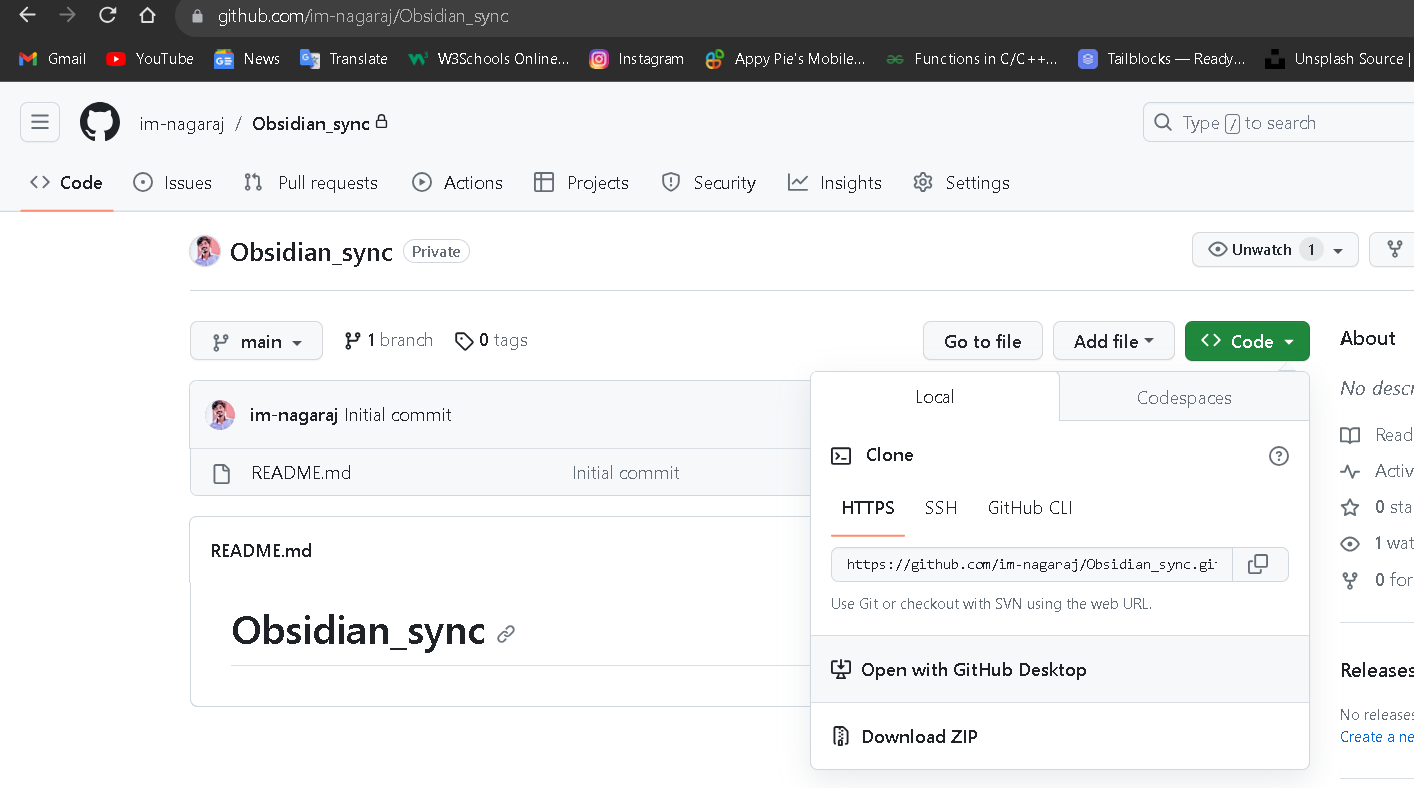 github.com/im-nagaraj/Obsidian_sync
Gmail YouTube News Translate W3Schools Online... Instagram Appy Pie's Mobile... Functions in C/C++... Tailblocks — Ready... Unsplash Source |
im-nagaraj / Obsidian_sync
Type / to search
Code Issues Pull requests Actions Projects Security Insights Settings
Obsidian_sync Private
Unwatch 1
main 1 branch 0 tags
Go to file Add file Code
About
im-nagaraj Initial commit
README.md Initial commit
README.md
Obsidian_sync
Local Codespaces
Clone
HTTPS SSH GitHub CLI
https://github.com/im-nagaraj/Obsidian_sync.gi
Use Git or checkout with SVN using the web URL.
Open with GitHub Desktop
Download ZIP
No descr
Read
Activ
0 sta
1 wat
0 for
Releases
No releases
Create a ne